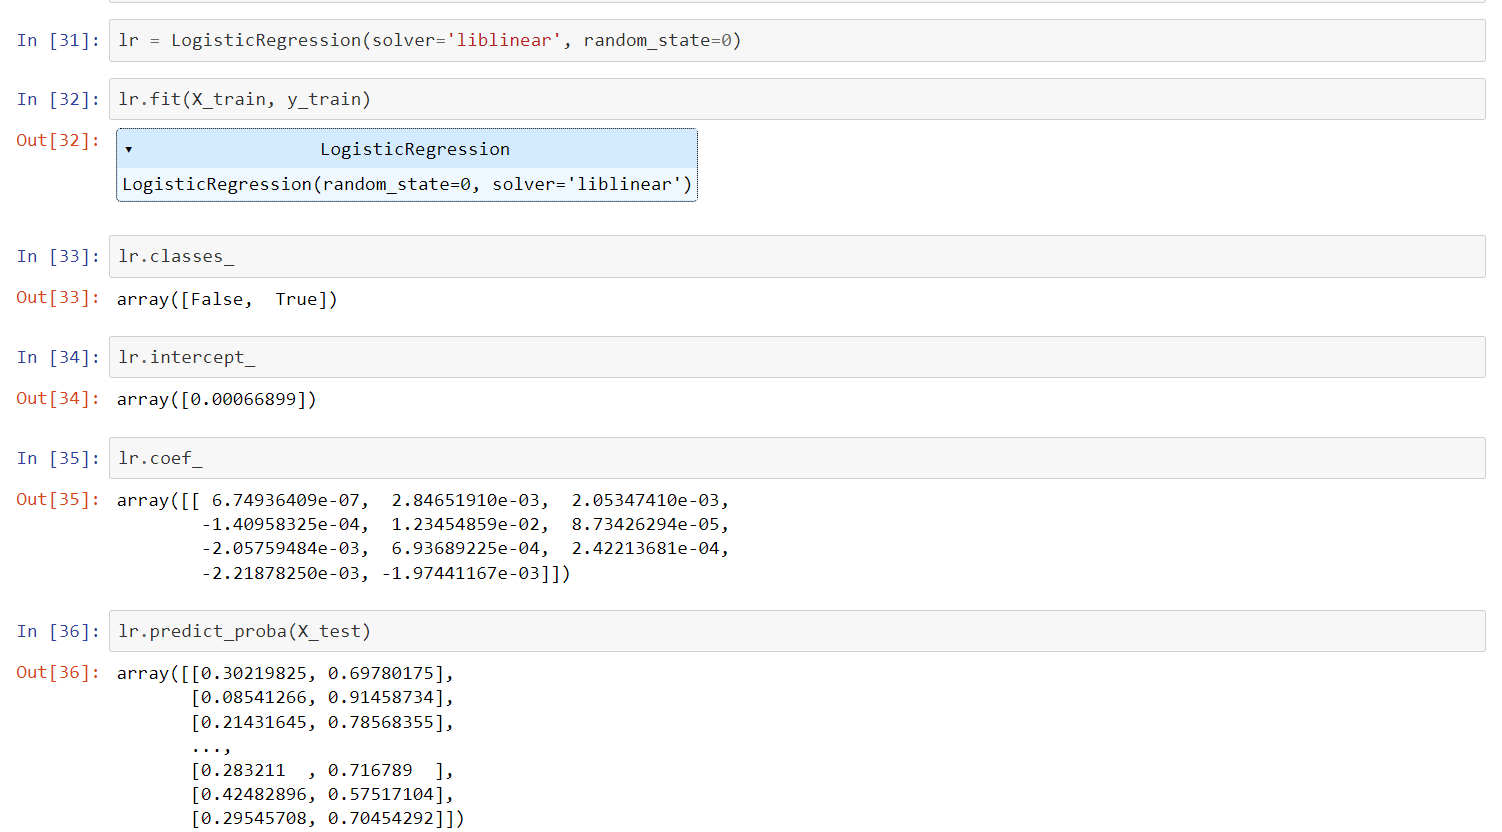 In [31]: lr = LogisticRegression(solver='liblinear', random_state=0)
In [32]: lr.fit(X_train, y_train)
Out[32]: ▾ LogisticRegression
LogisticRegression(random_state=0, solver='liblinear')
In [33]: lr.classes_
Out[33]: array([False,  True])
In [34]: lr.intercept_
Out[34]: array([0.00066899])
In [35]: lr.coef_
Out[35]: array([[ 6.74936409e-07,  2.84651910e-03,  2.05347410e-03,
-1.40958325e-04,  1.23454859e-02,  8.73426294e-05,
-2.05759484e-03,  6.93689225e-04,  2.42213681e-04,
-2.21878250e-03, -1.97441167e-03]])
In [36]: lr.predict_proba(X_test)
Out[36]: array([[0.30219825, 0.69780175],
[0.08541266, 0.91458734],
[0.21431645, 0.78568355],
...,
[0.283211  , 0.716789  ],
[0.42482896, 0.57517104],
[0.29545708, 0.70454292]])